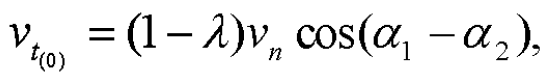 v_{t_{(0)}} = (1 − λ)v_n cos(α_1 − α_2),